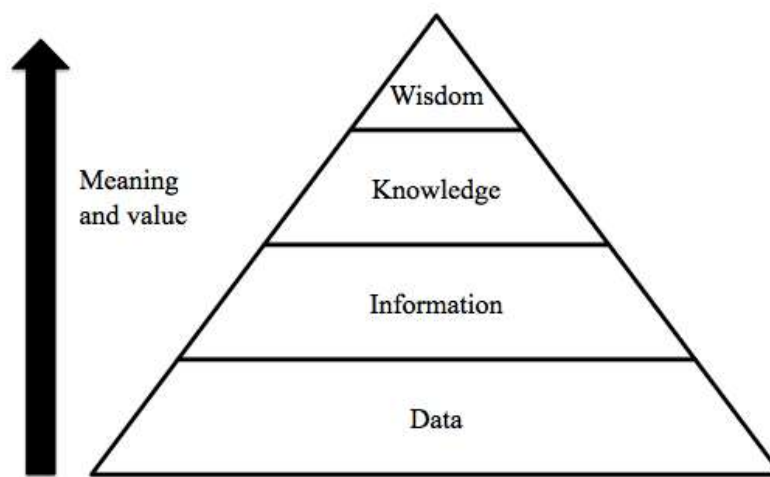 Wisdom
Meaning
and value
Knowledge
Information
Data